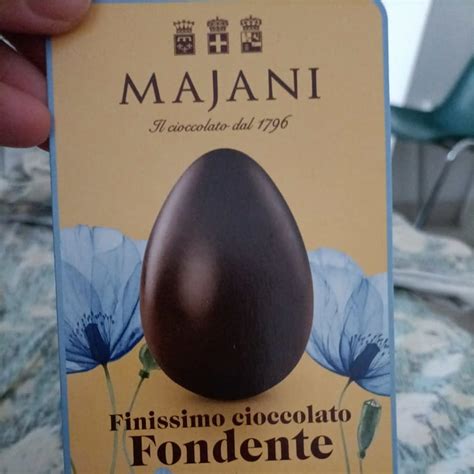 MAJANI
Il cioccolato dal 1796
Finissimo cioccolato
Fondente